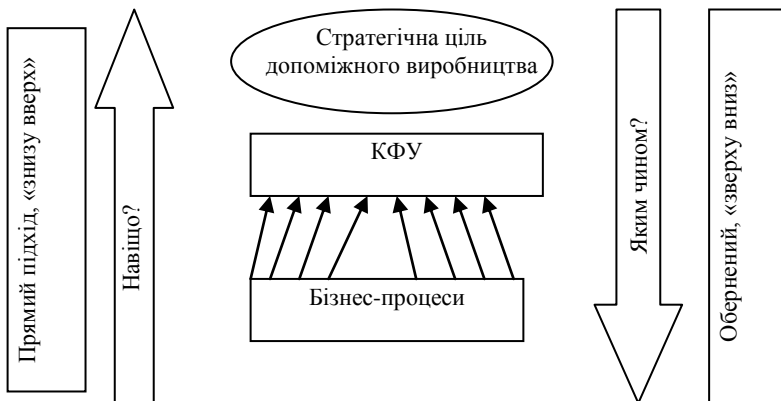 Прямий підхід, «знизу вверх»
Навіщо?
Стратегічна ціль
допоміжного виробництва
КФУ
Бізнес-процеси
Яким чином?
Обернений, «зверху вниз»